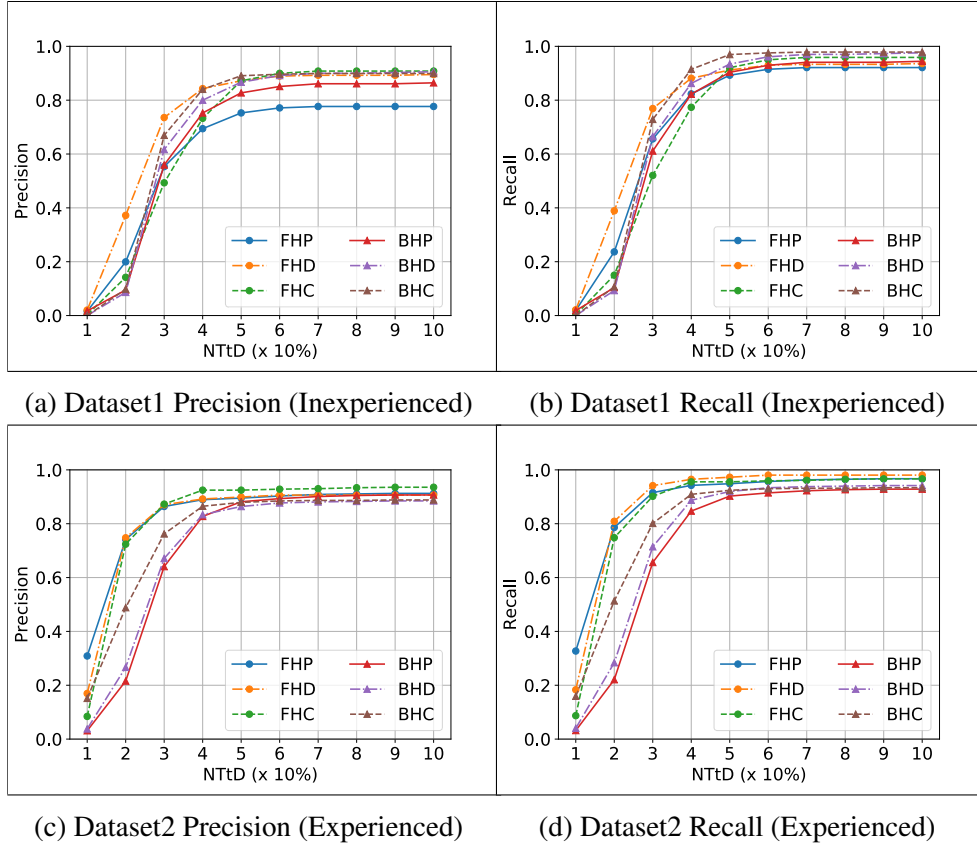 1.0
0.8
0.6
0.4
0.2
0.0
Precision
1 2 3 4 5 6 7 8 9 10
NTtD (x 10%)
FHP BHP
FHD BHD
FHC BHC
(a) Dataset1 Precision (Inexperienced)
1.0
0.8
0.6
0.4
0.2
0.0
Recall
1 2 3 4 5 6 7 8 9 10
NTtD (x 10%)
FHP BHP
FHD BHD
FHC BHC
(b) Dataset1 Recall (Inexperienced)
1.0
0.8
0.6
0.4
0.2
0.0
Precision
1 2 3 4 5 6 7 8 9 10
NTtD (x 10%)
FHP BHP
FHD BHD
FHC BHC
(c) Dataset2 Precision (Experienced)
1.0
0.8
0.6
0.4
0.2
0.0
Recall
1 2 3 4 5 6 7 8 9 10
NTtD (x 10%)
FHP BHP
FHD BHD
FHC BHC
(d) Dataset2 Recall (Experienced)